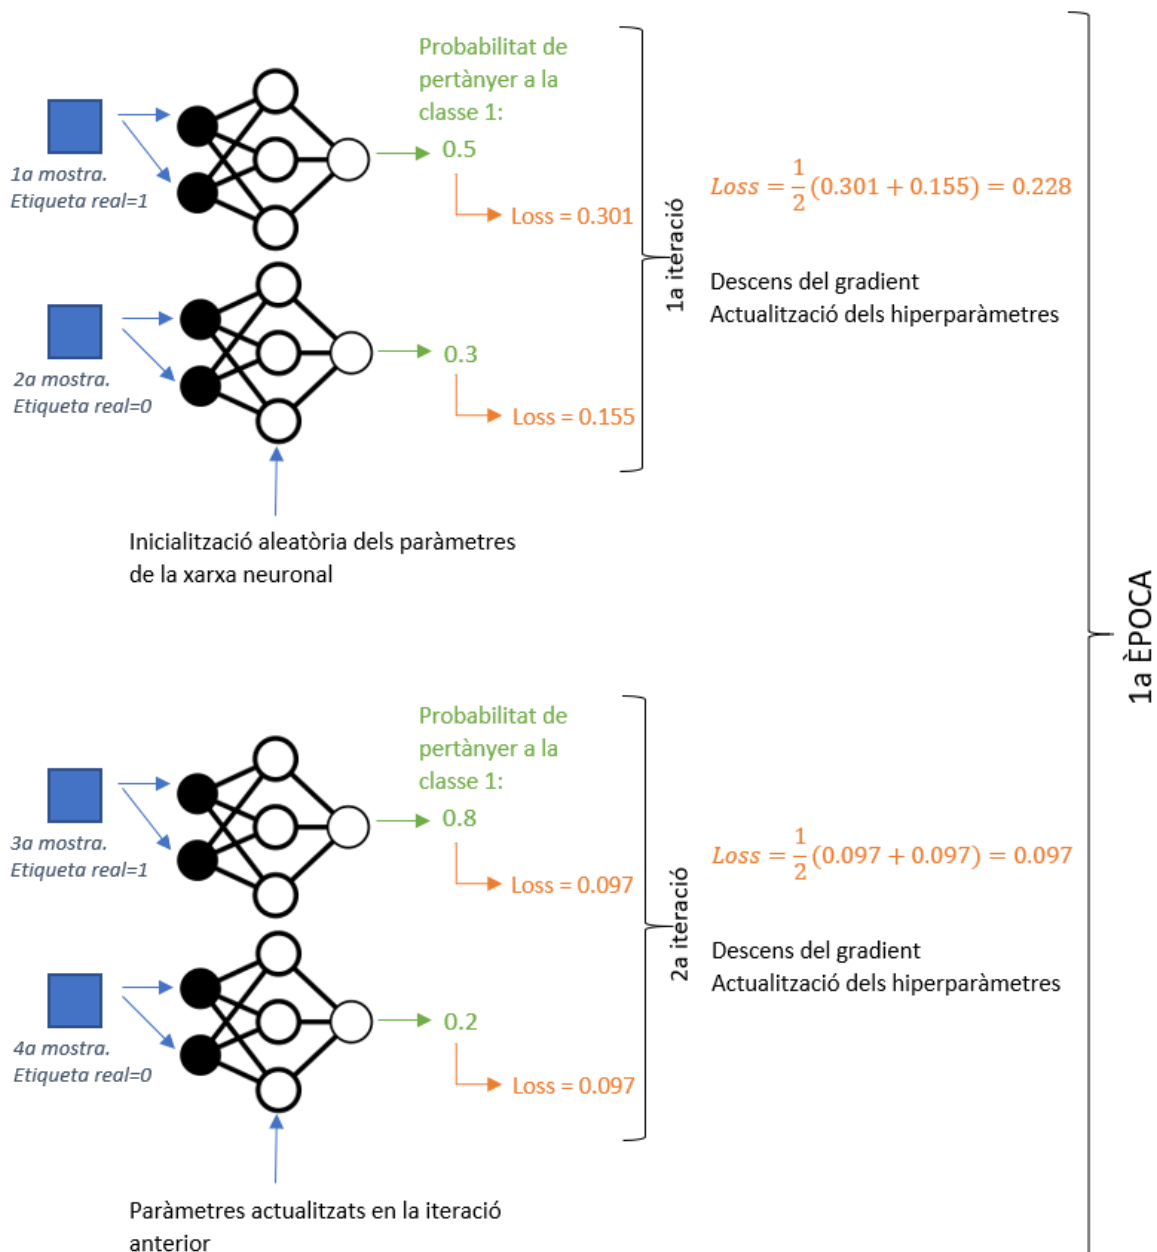 Probabilitat de
pertànyer a la
classe 1:
1a mostra.
Etiqueta real=1
0.5
Loss = 0.301
2a mostra.
Etiqueta real=0
0.3
Loss = 0.155
1a iteració
Loss = 1/2 (0.301 + 0.155) = 0.228
Descens del gradient
Actualització dels hiperparàmetres
Inicialització aleatòria dels paràmetres
de la xarxa neuronal
1a ÈPOCA
Probabilitat de
pertànyer a la
classe 1:
3a mostra.
Etiqueta real=1
0.8
Loss = 0.097
4a mostra.
Etiqueta real=0
0.2
Loss = 0.097
2a iteració
Loss = 1/2 (0.097 + 0.097) = 0.097
Descens del gradient
Actualització dels hiperparàmetres
Paràmetres actualitzats en la iteració
anterior